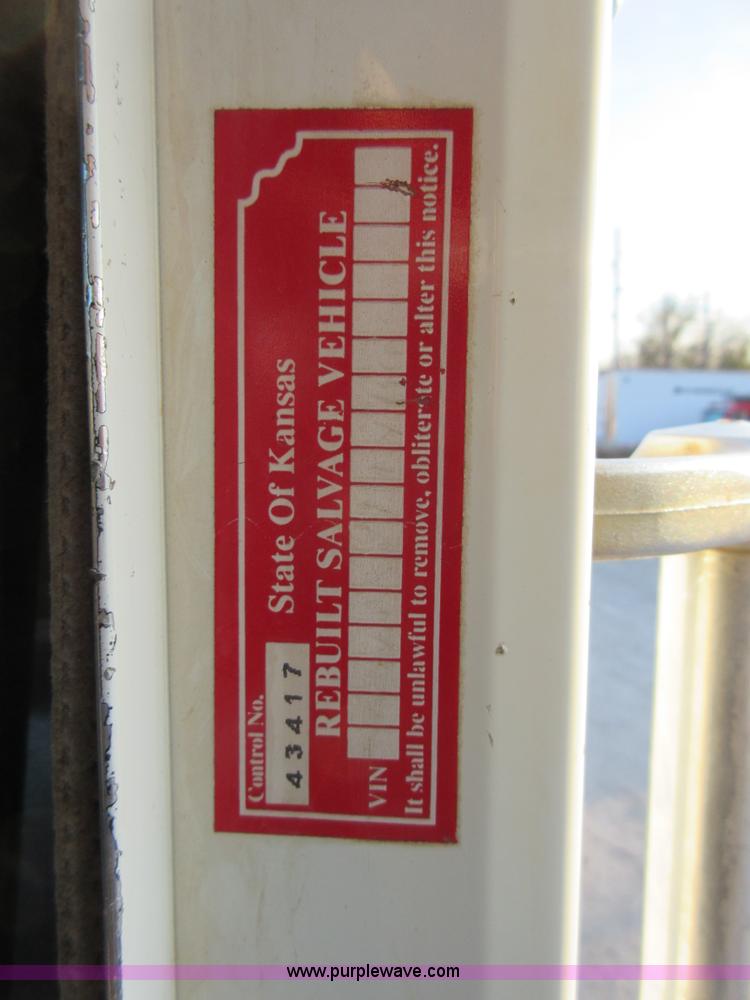 Control No.
43417 State Of Kansas
REBUILT SALVAGE VEHICLE
VIN
It shall be unlawful to remove, obliterate or alter this notice.
www.purplewave.com